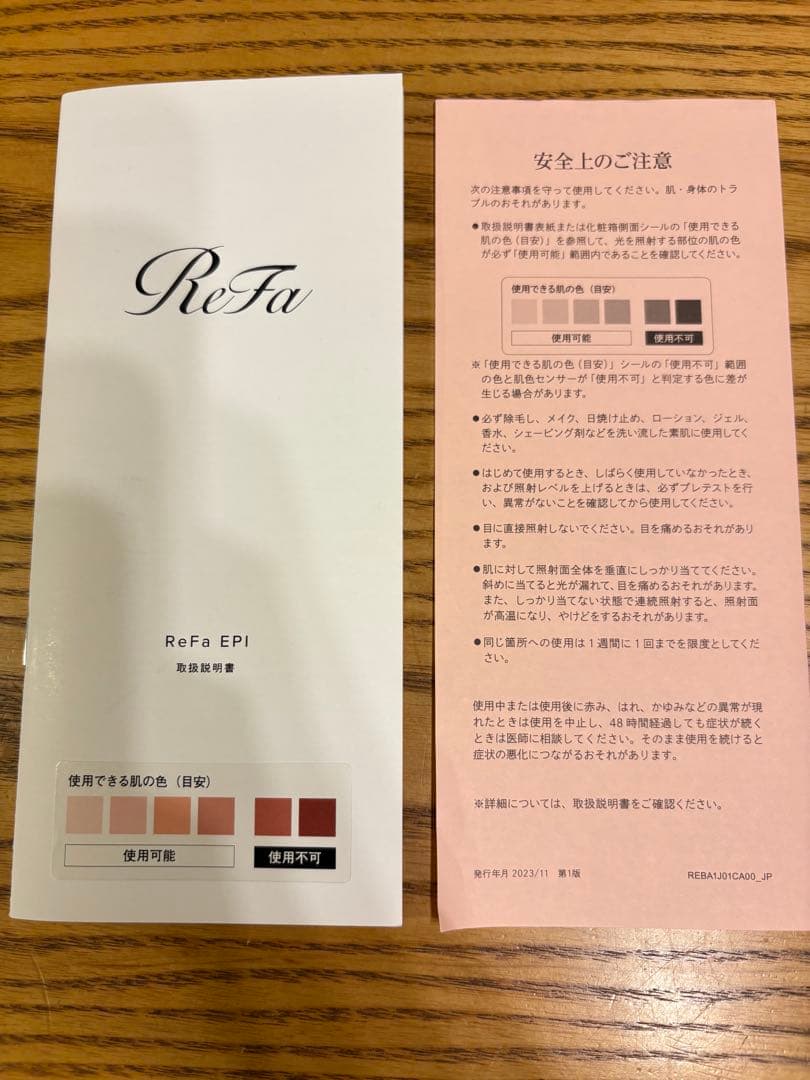 ReFa
ReFa EPI
取扱説明書
使用できる肌の色（目安）
使用可能
使用不可
安全上のご注意
次の注意事項を守って使用してください。肌・身体のトラ
ブルのおそれがあります。
●取扱説明書表紙または化粧箱側面シールの「使用できる
肌の色（目安）」を参照して、光を照射する部位の肌の色
が必ず「使用可能」範囲内であることを確認してください。
使用できる肌の色（目安）
使用可能
使用不可
※「使用できる肌の色（目安）」シールの「使用不可」範囲
の色と肌色センサーが「使用不可」と判定する色に差が
生じる場合があります。
●必ず除毛し、メイク、日焼け止め、ローション、ジェル、
香水、シェービング剤などを洗い流した素肌に使用してく
ださい。
●はじめて使用するとき、しばらく使用していなかったとき、
および照射レベルを上げるときは、必ずプレテストを行
い、異常がないことを確認してから使用してください。
●目に直接照射しないでください。目を痛めるおそれがあり
ます。
●肌に対して照射面全体を垂直にしっかり当ててください。
斜めに当てると光が漏れて、目を痛めるおそれがあります。
また、しっかり当てない状態で連続照射すると、照射面
が高温になり、やけどをするおそれがあります。
●同じ箇所への使用は1週間に1回までを限度としてくだ
さい。
使用中または使用後に赤み、はれ、かゆみなどの異常が現
れたときは使用を中止し、48時間経過しても症状が続く
ときは医師に相談してください。そのまま使用を続けると
症状の悪化につながるおそれがあります。
※詳細については、取扱説明書をご確認ください。
発行年月 2023/11　第1版
REBA1J01CA00_JP